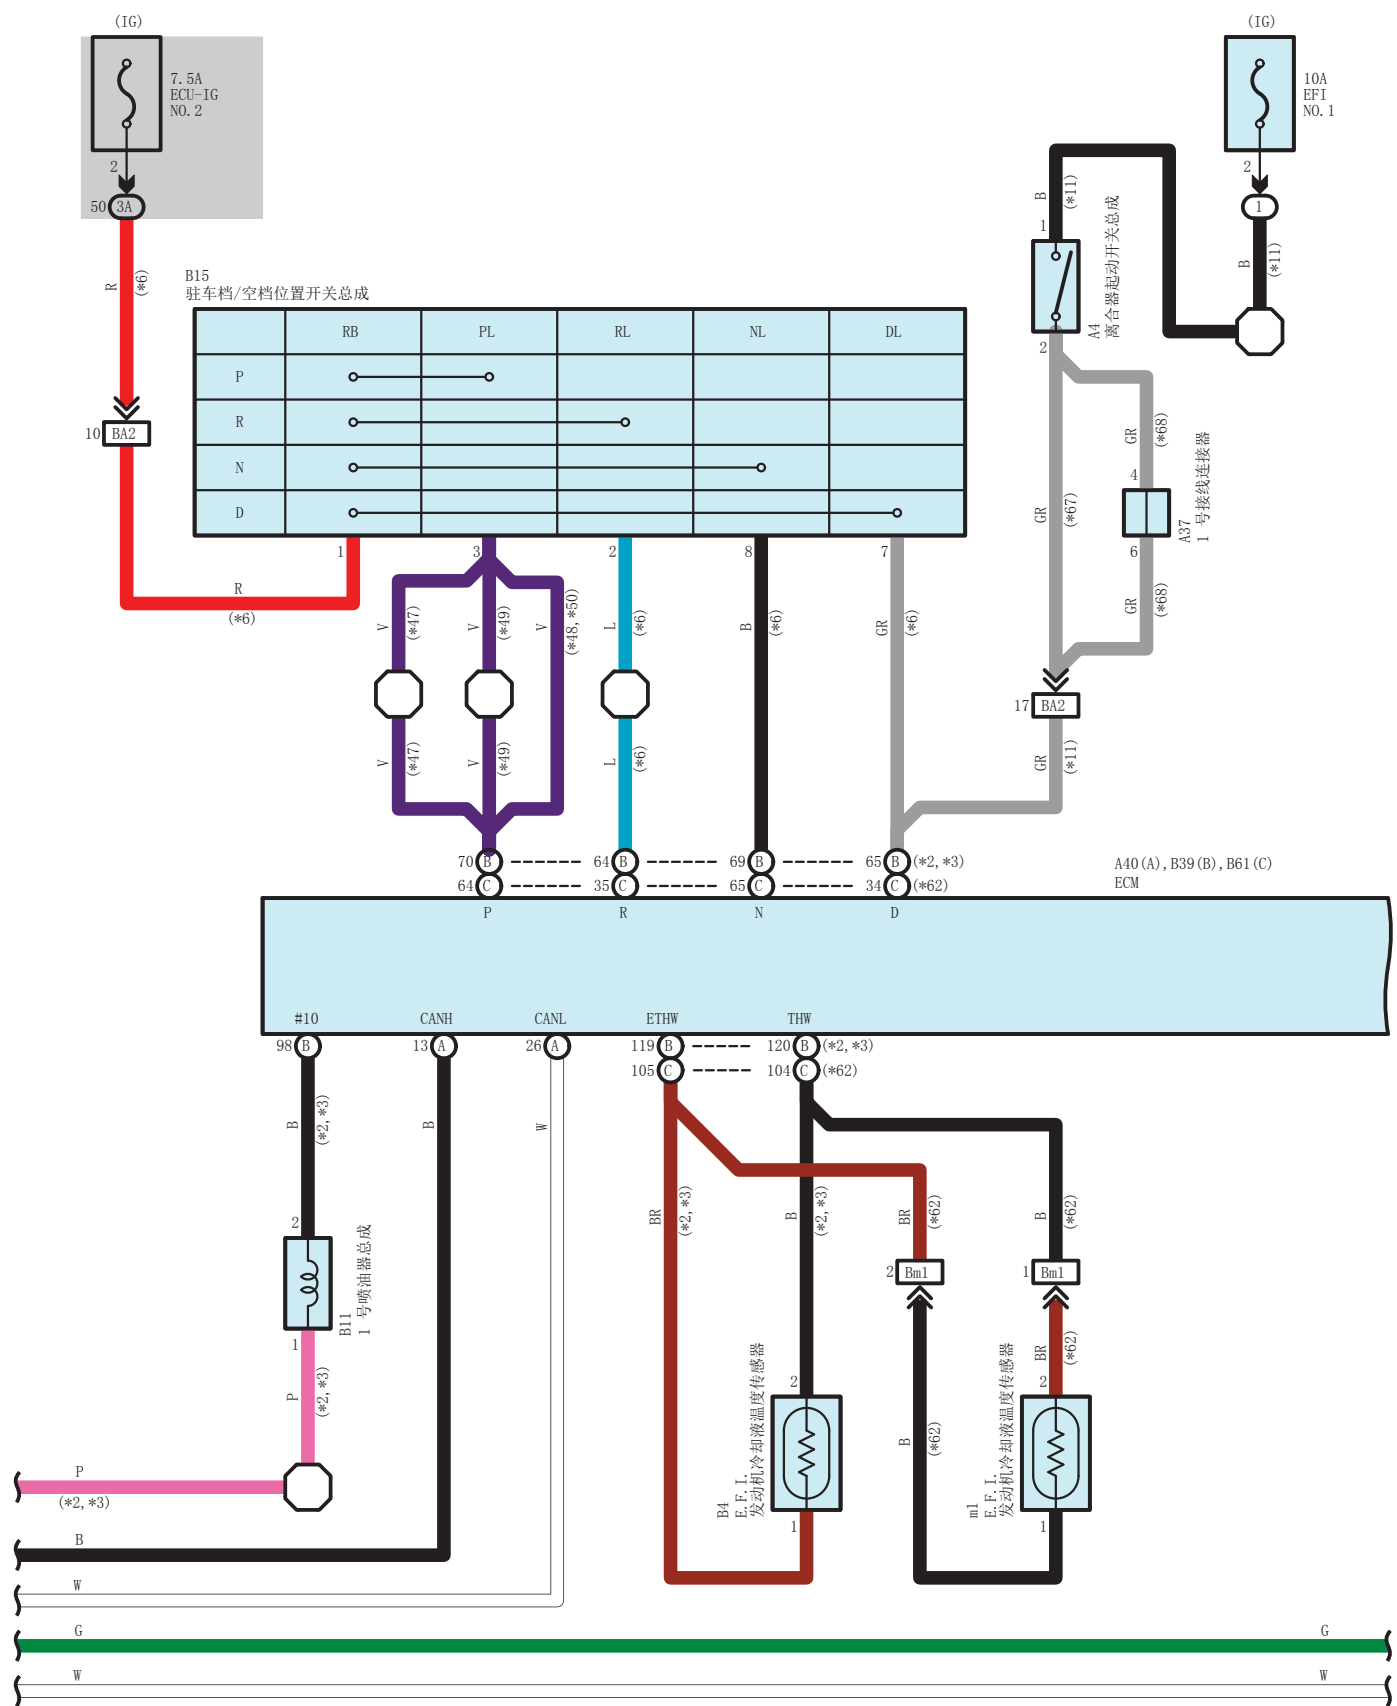 (IG)
(IG)
7.5A
ECU-IG
NO.2
10A
EFI
NO.1
2
2
50
3A
1
B
(*11)
1
B
(*11)
A4
离合器起动开关总成
2
R
(*6)
B15
驻车档/空档位置开关总成
RB
PL
RL
NL
DL
P
R
N
D
10
BA2
GR
(*68)
4
A37
1 号接线连接器
6
GR
(*67)
GR
(*68)
1
3
2
8
7
R
(*6)
V
(*47)
V
(*49)
V
(*48,*50)
L
(*6)
B
(*6)
GR
(*6)
17
BA2
V
(*47)
V
(*49)
L
(*6)
GR
(*11)
70
B
64
B
69
B
65
B
(*2,*3)
64
C
35
C
65
C
34
C
(*62)
A40(A),B39(B),B61(C)
ECM
P
R
N
D
#10
CANH
CANL
ETHW
THW
98
B
13
A
26
A
119
B
120
B
(*2,*3)
105
C
104
C
(*62)
B
(*2,*3)
B
W
BR
(*2,*3)
B
(*2,*3)
BR
(*62)
B
(*62)
2
B11
1 号喷油器总成
1
2
Bm1
1
Bm1
P
(*2,*3)
BR
(*62)
2
2
B
(*62)
B4
E.F.I.
发动机冷却液温度传感器
m1
E.F.I.
发动机冷却液温度传感器
1
1
P
(*2,*3)
B
W
G
G
W
W